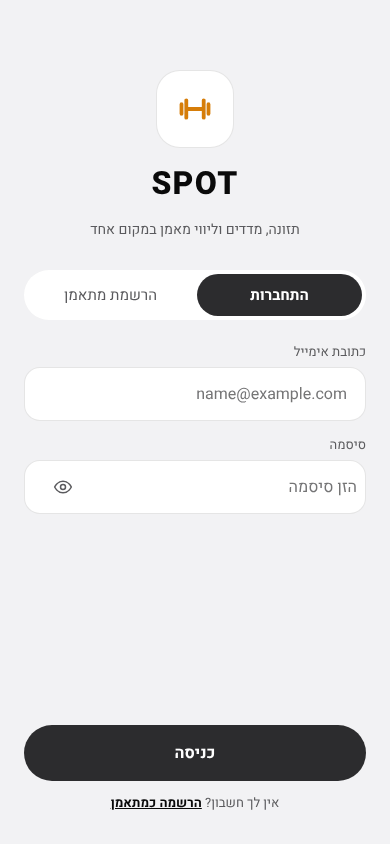 SPOT
תזונה, מדדים וליווי מאמן במקום אחד
התחברות
הרשמת מתאמן
כתובת אימייל
name@example.com
סיסמה
הזן סיסמה
כניסה
אין לך חשבון? הרשמה כמתאמן